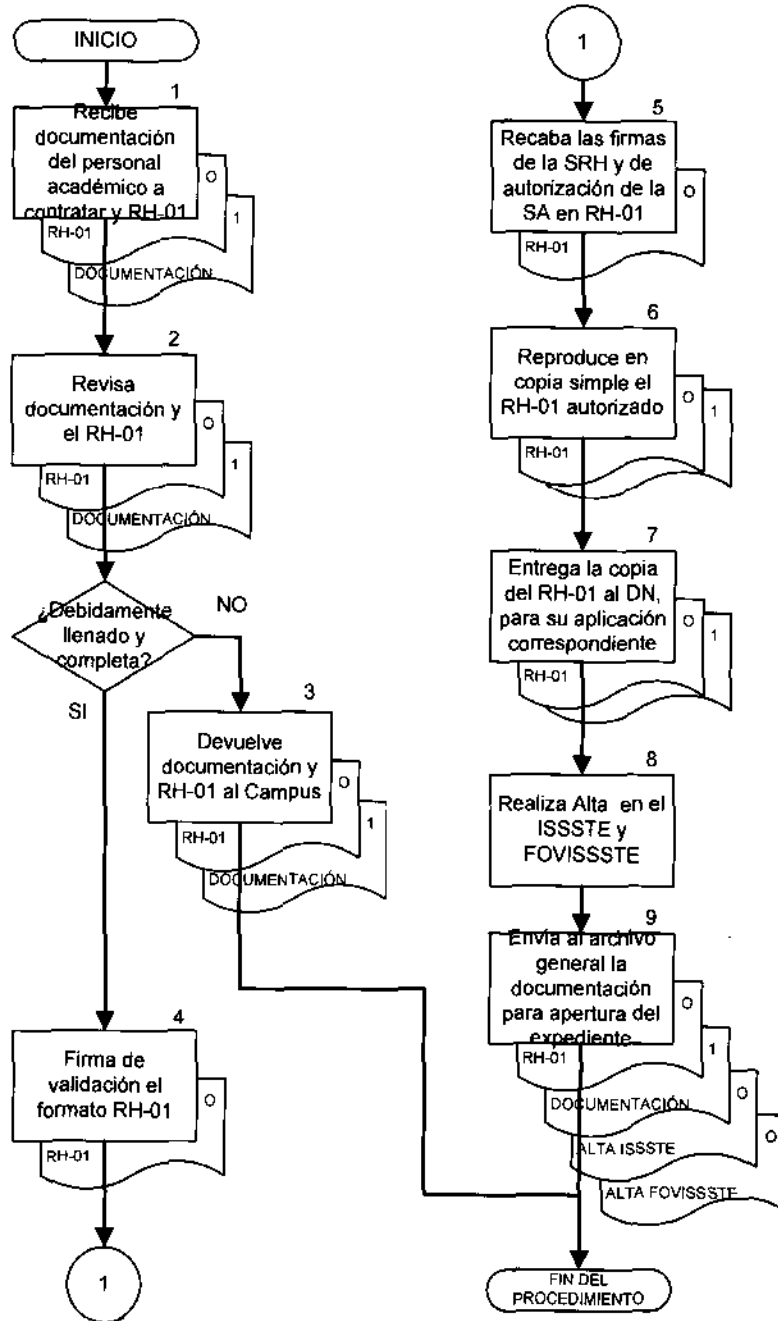 INICIO
1
Recibe
documentación
del personal
académico a
contratar y RH-01
O
RH-01
1
DOCUMENTACIÓN
2
Revisa
documentación y
el RH-01
O
RH-01
1
DOCUMENTACIÓN
¿Debidamente
llenado y
completa?
NO
SI
3
Devuelve
documentación y
RH-01 al Campus
O
RH-01
1
DOCUMENTACIÓN
4
Firma de
validación el
formato RH-01
O
RH-01
1
1
5
Recaba las firmas
de la SRH y de
autorización de la
SA en RH-01
O
RH-01
6
Reproduce en
copia simple el
RH-01 autorizado
O
1
RH-01
7
Entrega la copia
del RH-01 al DN,
para su aplicación
correspondiente
O
1
RH-01
8
Realiza Alta en el
ISSSTE y
FOVISSSTE
9
Envía al archivo
general la
documentación
para apertura del
expediente
O
RH-01
1
DOCUMENTACIÓN
O
ALTA ISSSTE
O
ALTA FOVISSSTE
FIN DEL
PROCEDIMIENTO